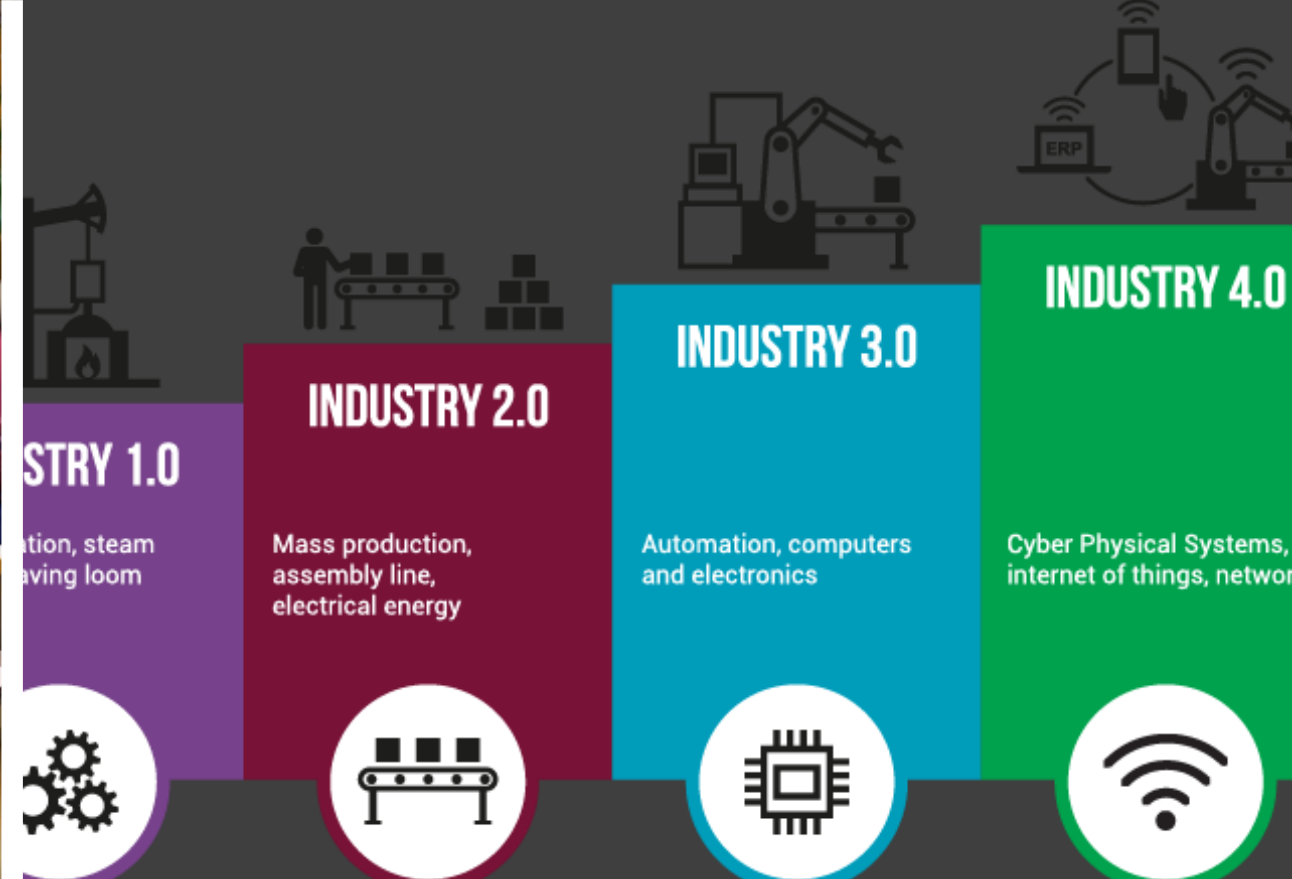 STRY 1.0
ation, steam
aving loom
INDUSTRY 2.0
Mass production,
assembly line,
electrical energy
INDUSTRY 3.0
Automation, computers
and electronics
ERP
INDUSTRY 4.0
Cyber Physical Systems,
internet of things, networ